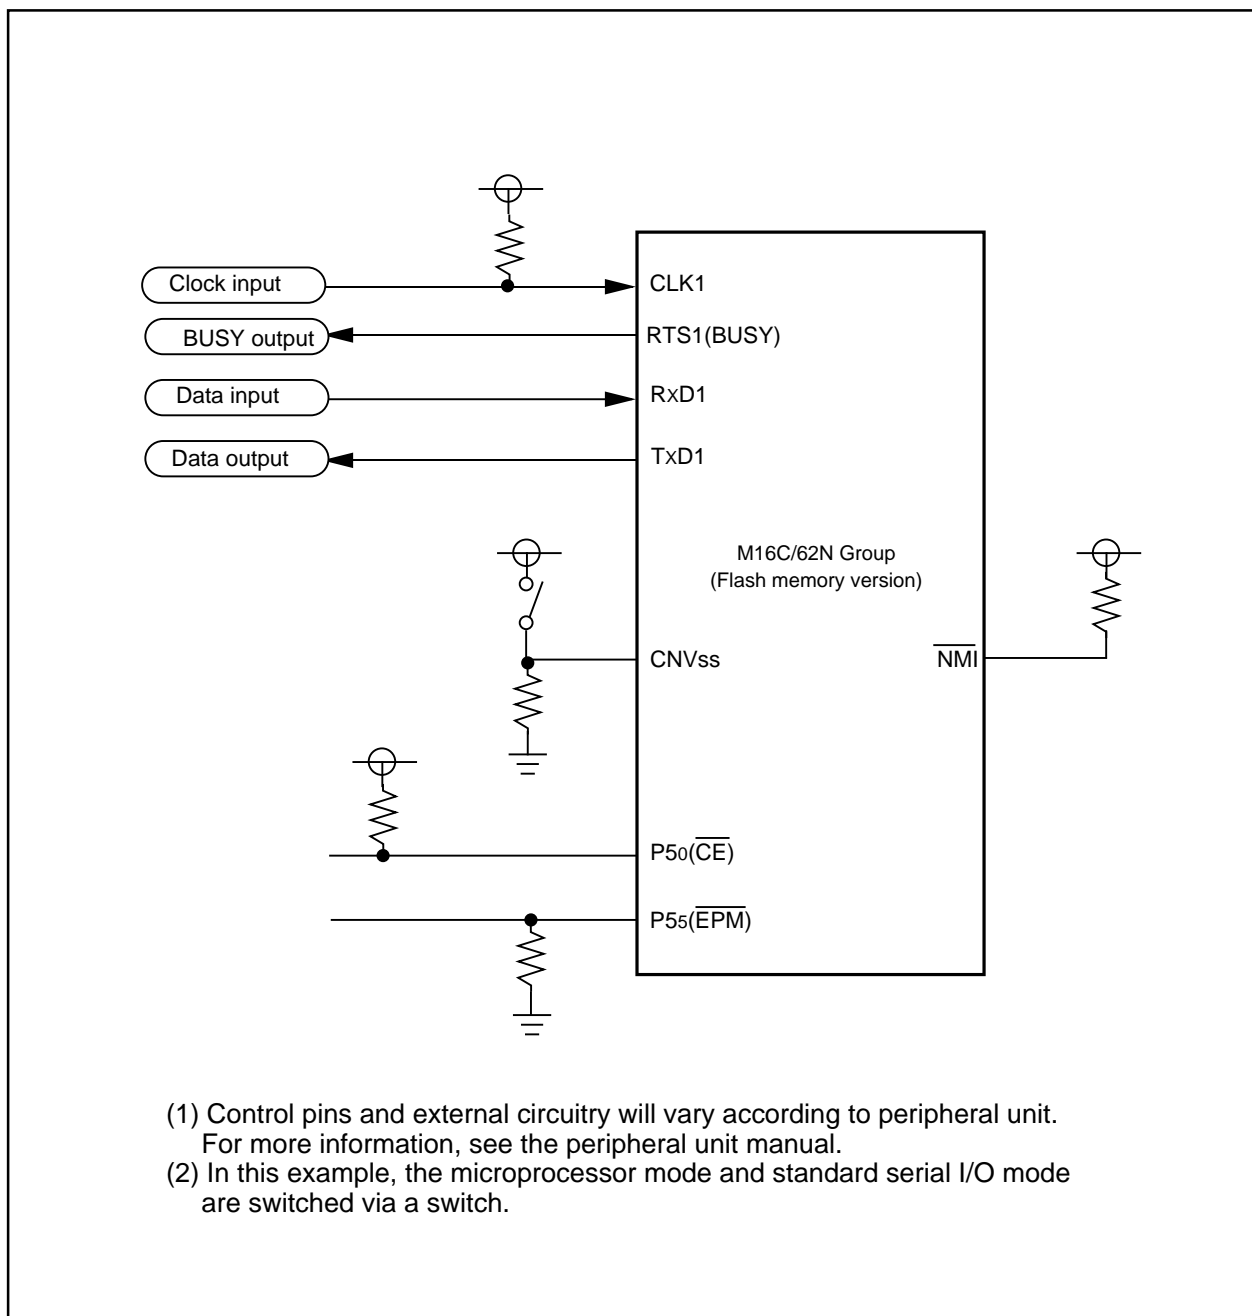 Clock input
CLK1
BUSY output
RTS1(BUSY)
Data input
RxD1
Data output
TxD1
M16C/62N Group
(Flash memory version)
CNVss
NMI
P50(CE)
P55(EPM)
(1) Control pins and external circuitry will vary according to peripheral unit.
For more information, see the peripheral unit manual.
(2) In this example, the microprocessor mode and standard serial I/O mode
are switched via a switch.